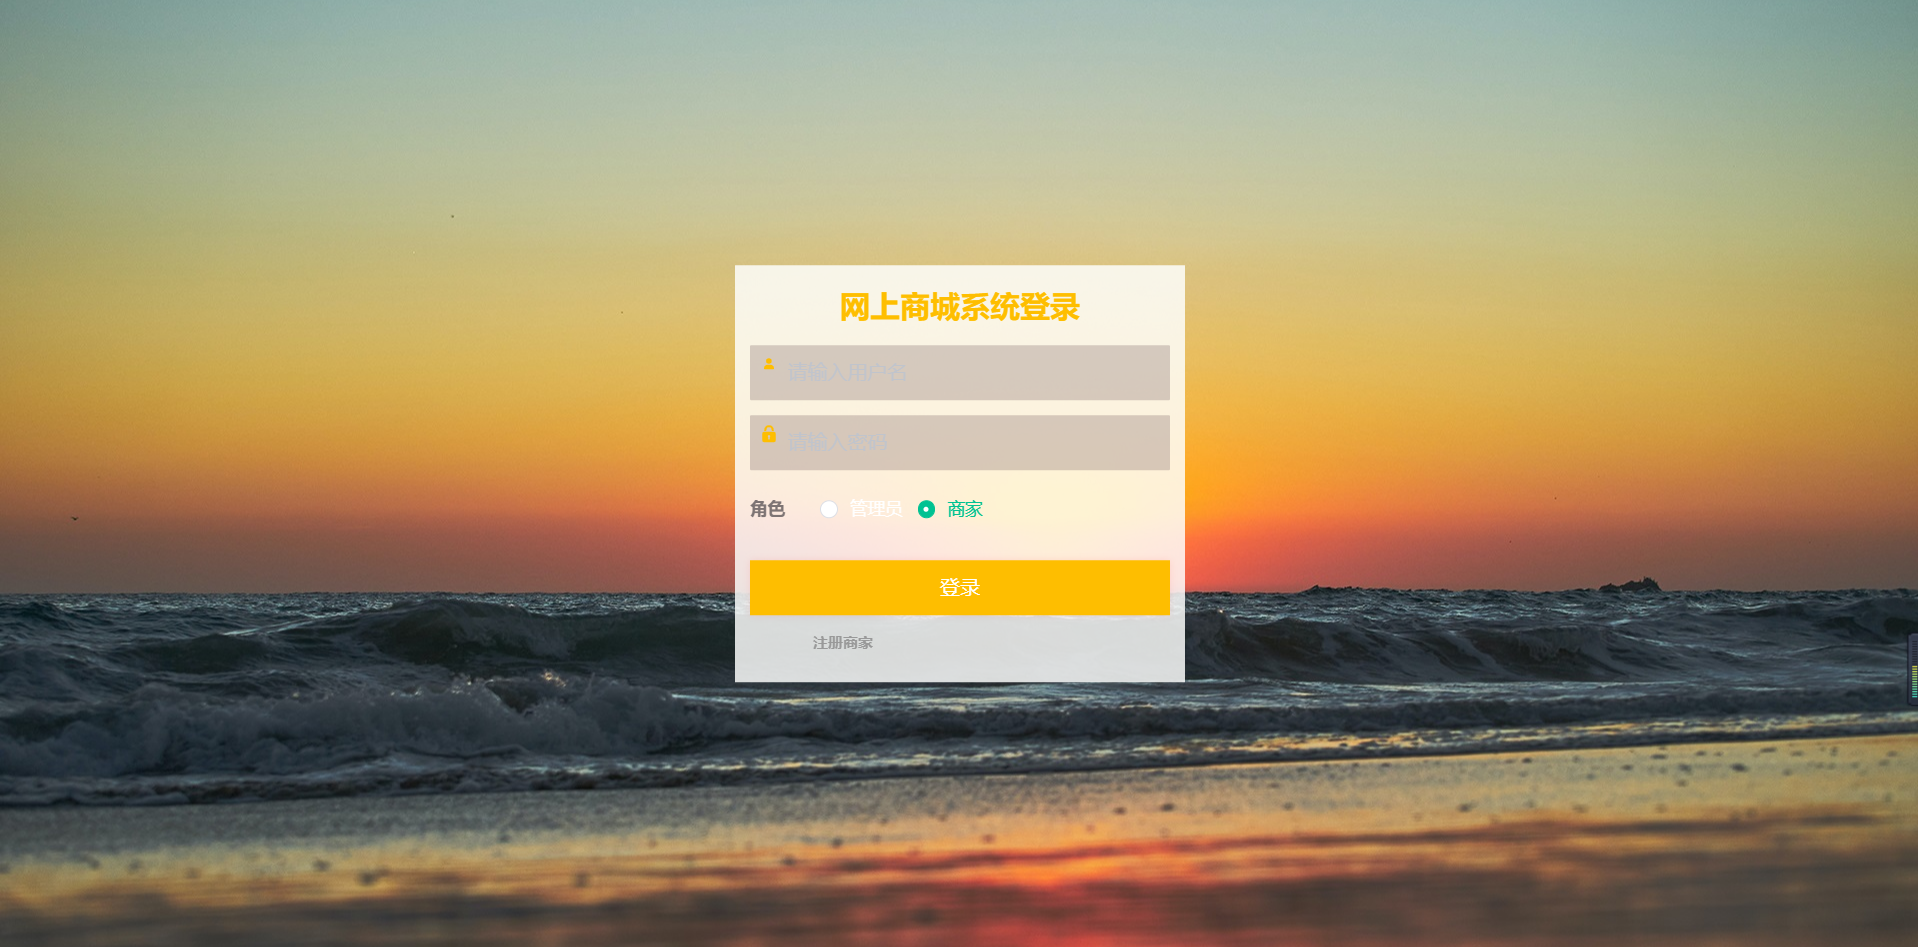 网上商城系统登录
请输入用户名
请输入密码
角色 管理员 商家
登录
注册商家